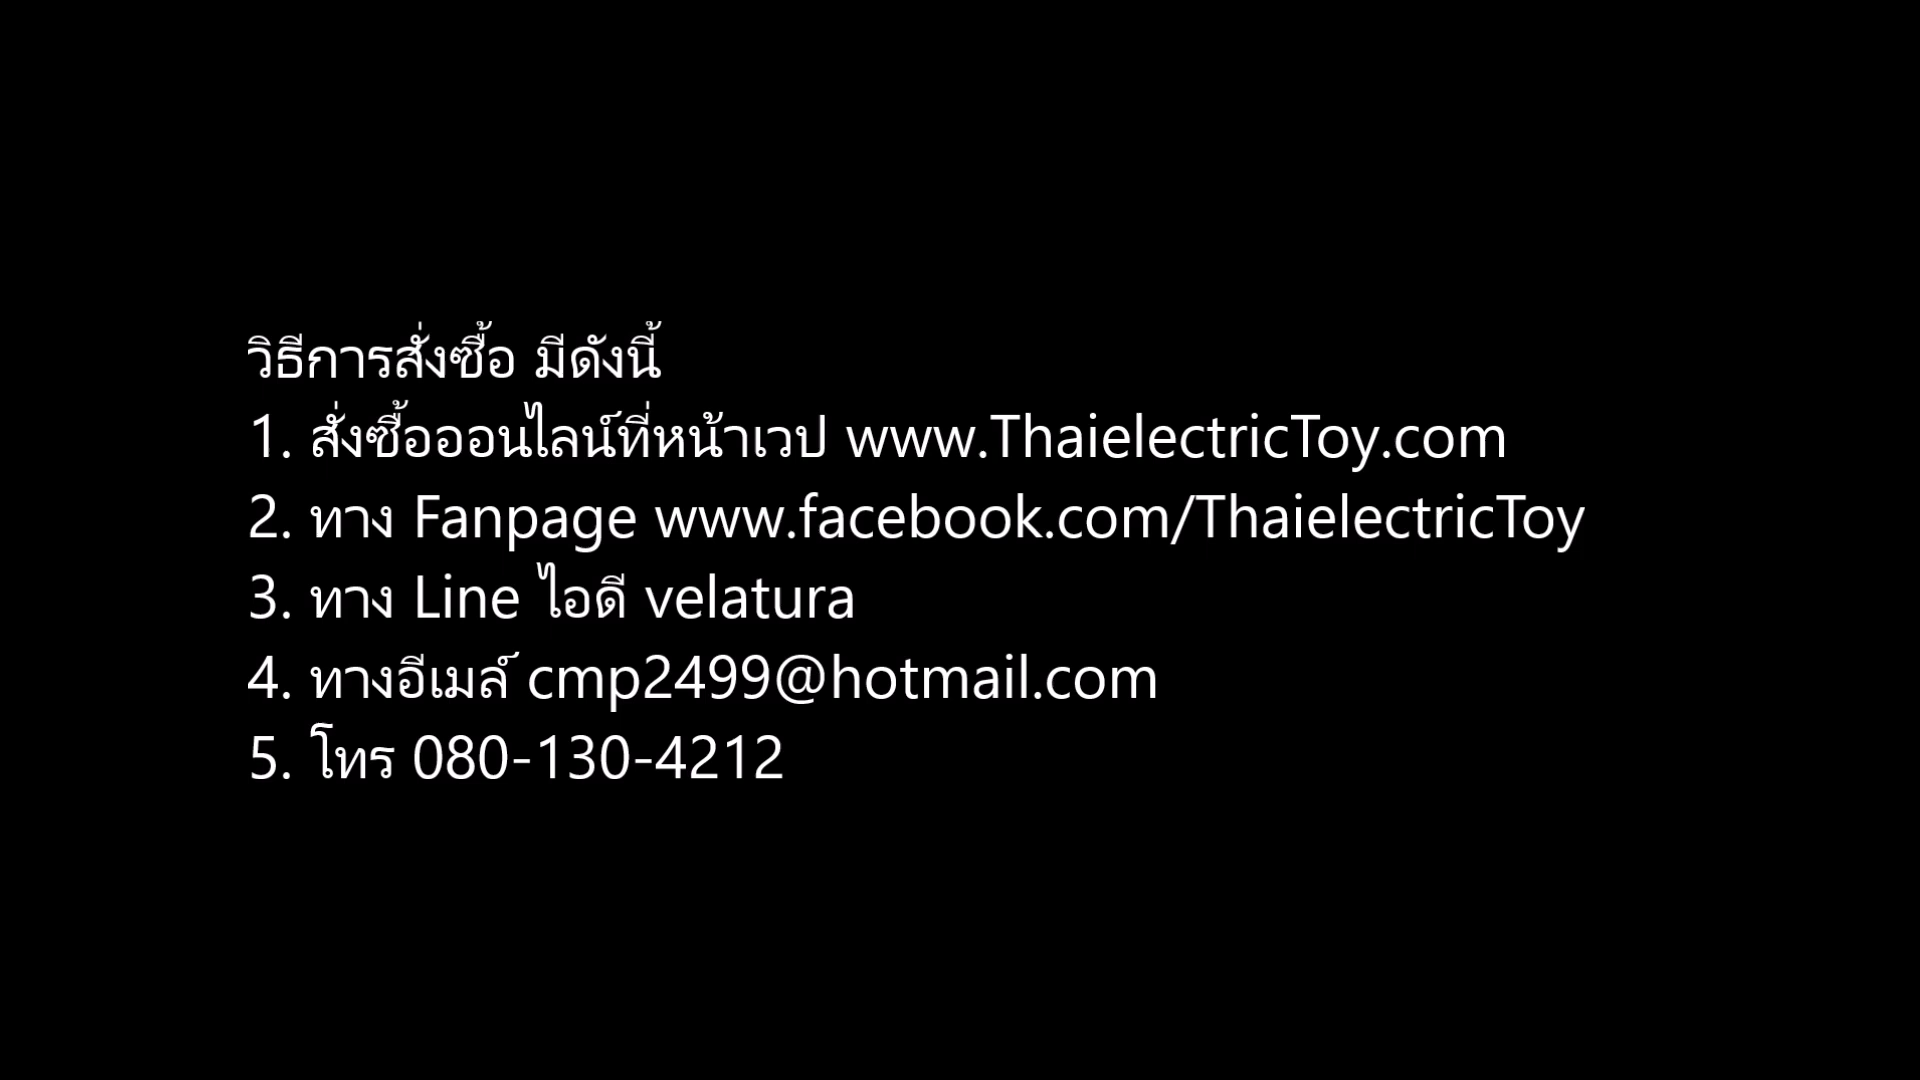 วิธีการสั่งซื้อ มีดังนี้
1. สั่งซื้อออนไลน์ที่หน้าเวป www.ThaielectricToy.com
2. ทาง Fanpage www.facebook.com/ThaielectricToy
3. ทาง Line ไอดี velatura
4. ทางอีเมล์ cmp2499@hotmail.com
5. โทร 080-130-4212